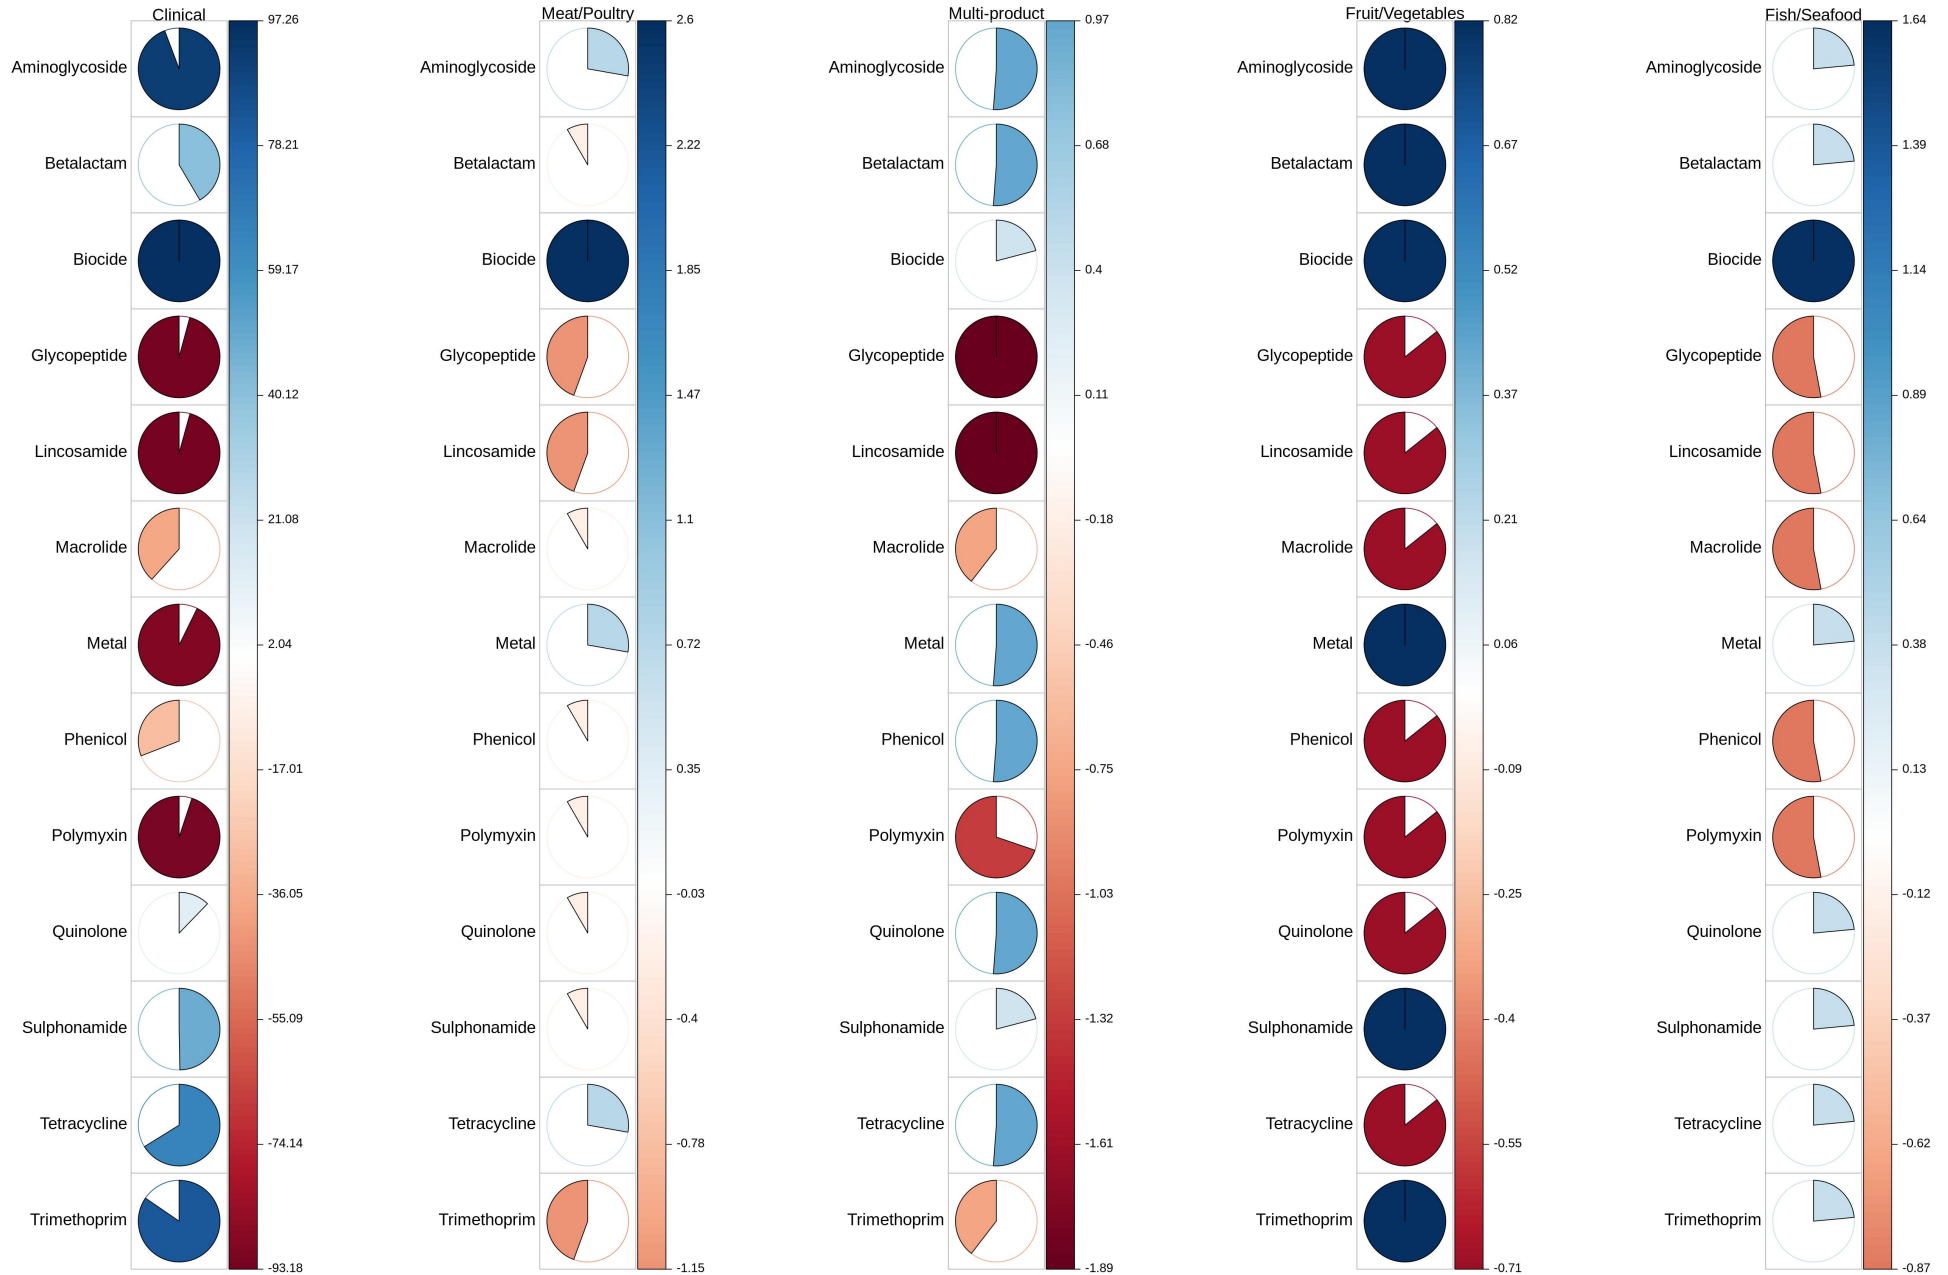 Clinical
Aminoglycoside
Betalactam
Biocide
Glycopeptide
Lincosamide
Macrolide
Metal
Phenicol
Polymyxin
Quinolone
Sulphonamide
Tetracycline
Trimethoprim
97.26
78.21
59.17
40.12
21.08
2.04
-17.01
-36.05
-55.09
-74.14
-93.18
Meat/Poultry
Aminoglycoside
Betalactam
Biocide
Glycopeptide
Lincosamide
Macrolide
Metal
Phenicol
Polymyxin
Quinolone
Sulphonamide
Tetracycline
Trimethoprim
2.6
2.22
1.85
1.47
1.1
0.72
0.35
-0.03
-0.4
-0.78
-1.15
Multi-product
Aminoglycoside
Betalactam
Biocide
Glycopeptide
Lincosamide
Macrolide
Metal
Phenicol
Polymyxin
Quinolone
Sulphonamide
Tetracycline
Trimethoprim
0.97
0.68
0.4
0.11
-0.18
-0.46
-0.75
-1.03
-1.32
-1.61
-1.89
Fruit/Vegetables
Aminoglycoside
Betalactam
Biocide
Glycopeptide
Lincosamide
Macrolide
Metal
Phenicol
Polymyxin
Quinolone
Sulphonamide
Tetracycline
Trimethoprim
0.82
0.67
0.52
0.37
0.21
0.06
-0.09
-0.25
-0.4
-0.55
-0.71
Fish/Seafood
Aminoglycoside
Betalactam
Biocide
Glycopeptide
Lincosamide
Macrolide
Metal
Phenicol
Polymyxin
Quinolone
Sulphonamide
Tetracycline
Trimethoprim
1.64
1.39
1.14
0.89
0.64
0.38
0.13
-0.12
-0.37
-0.62
-0.87